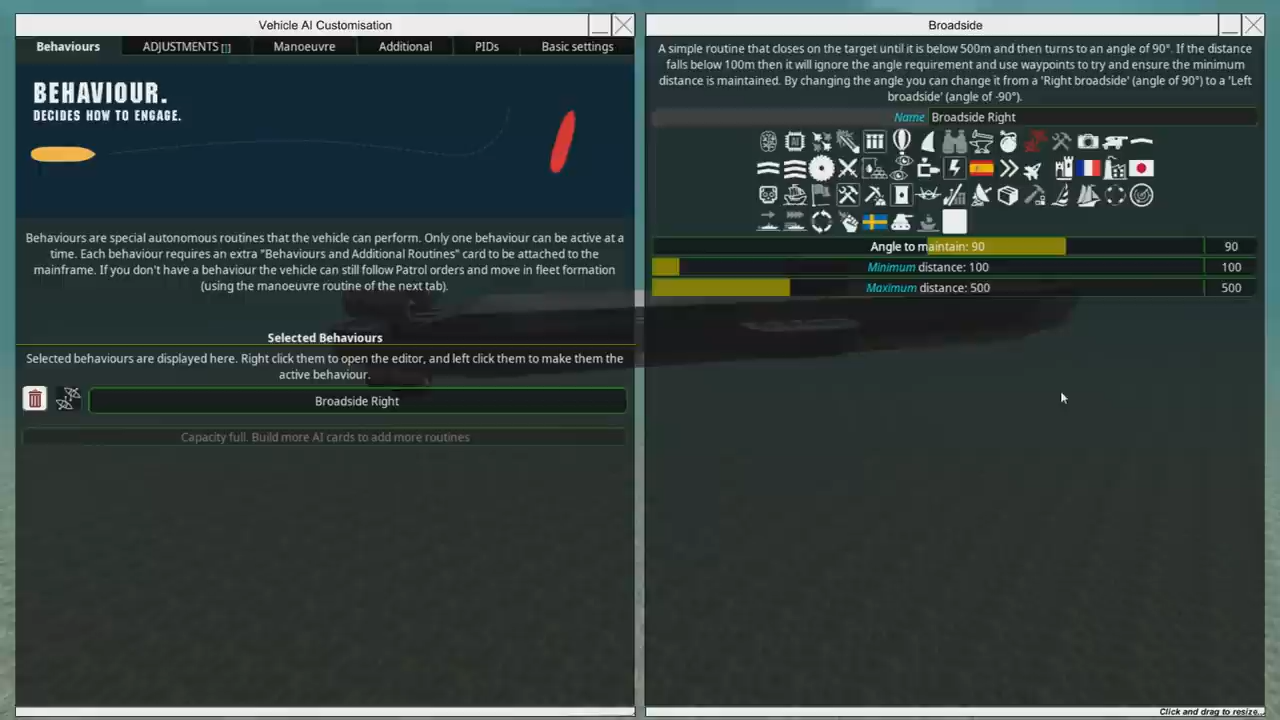 Vehicle AI Customisation
Behaviours
ADJUSTMENTS []
Manoeuvre
Additional
PIDs
Basic settings
BEHAVIOUR.
DECIDES HOW TO ENGAGE.
Behaviours are special autonomous routines that the vehicle can perform. Only one behaviour can be active at a
time. Each behaviour requires an extra "Behaviours and Additional Routines" card to be attached to the
mainframe. If you don't have a behaviour the vehicle can still follow Patrol orders and move in fleet formation
(using the manoeuvre routine of the next tab).
Selected Behaviours
Selected behaviours are displayed here. Right click them to open the editor, and left click them to make them the
active behaviour.
Broadside Right
Capacity full. Build more AI cards to add more routines
Broadside
A simple routine that closes on the target until it is below 500m and then turns to an angle of 90°. If the distance
falls below 100m then it will ignore the angle requirement and use waypoints to try and ensure the minimum
distance is maintained. By changing the angle you can change it from a 'Right broadside' (angle of 90°) to a 'Left
broadside' (angle of -90°).
Name Broadside Right
AI
Angle to maintain: 90 90
Minimum distance: 100 100
Maximum distance: 500 500
Click and drag to resize...